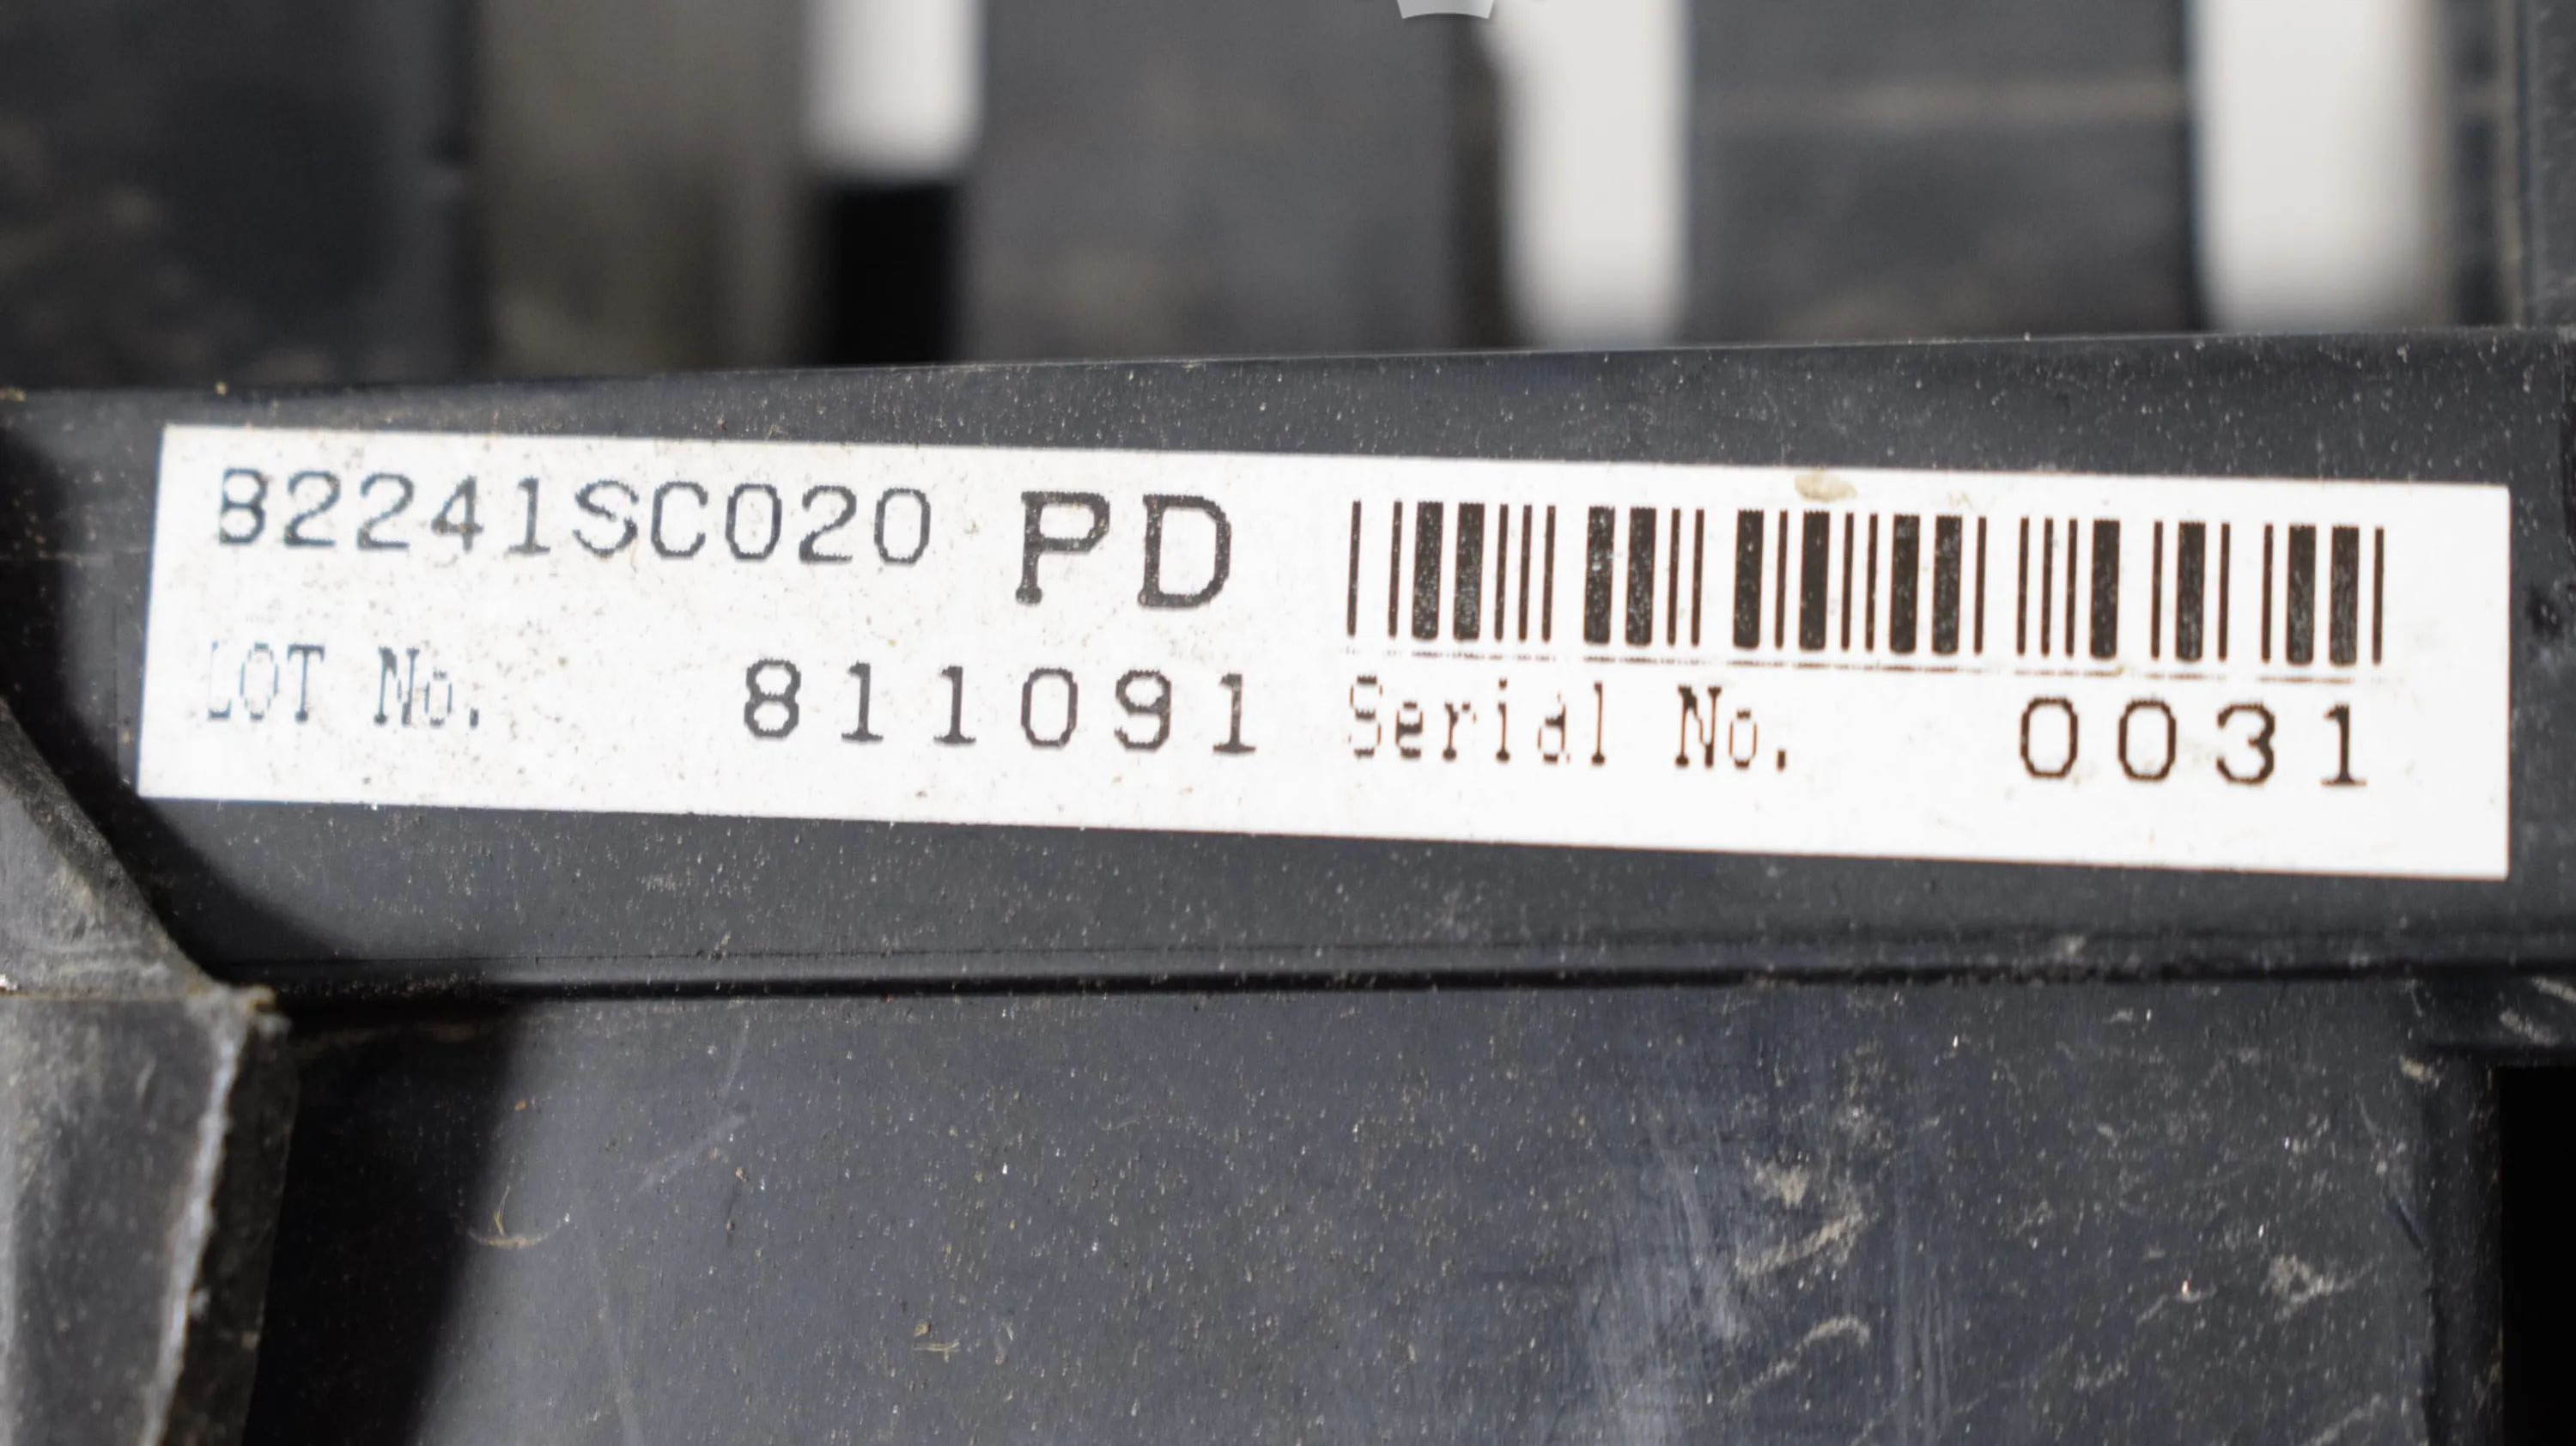 82241SC020 PD
LOT No. 811091 Serial No. 0031